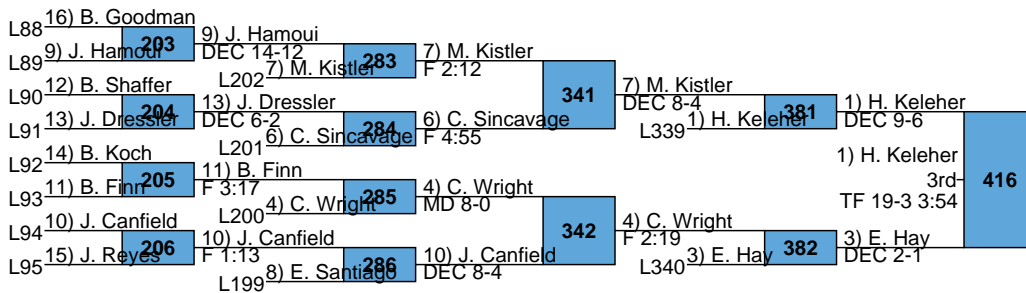 L88 16) B. Goodman
203
L89 9) J. Hamoui
9) J. Hamoui
DEC 14-12
283
L202 7) M. Kistler
7) M. Kistler
F 2:12
L90 12) B. Shaffer
204
L91 13) J. Dressler
13) J. Dressler
DEC 6-2
284
L201 6) C. Sincavage
6) C. Sincavage
F 4:55
341
7) M. Kistler
DEC 8-4
L339 1) H. Keleher
381
1) H. Keleher
DEC 9-6
L92 14) B. Koch
205
L93 11) B. Finn
11) B. Finn
F 3:17
285
L200 4) C. Wright
4) C. Wright
MD 8-0
L94 10) J. Canfield
206
L95 15) J. Reyes
10) J. Canfield
F 1:13
286
L199 8) E. Santiago
10) J. Canfield
DEC 8-4
342
4) C. Wright
F 2:19
L340 3) E. Hay
382
3) E. Hay
DEC 2-1
416
1) H. Keleher
3rd
TF 19-3 3:54